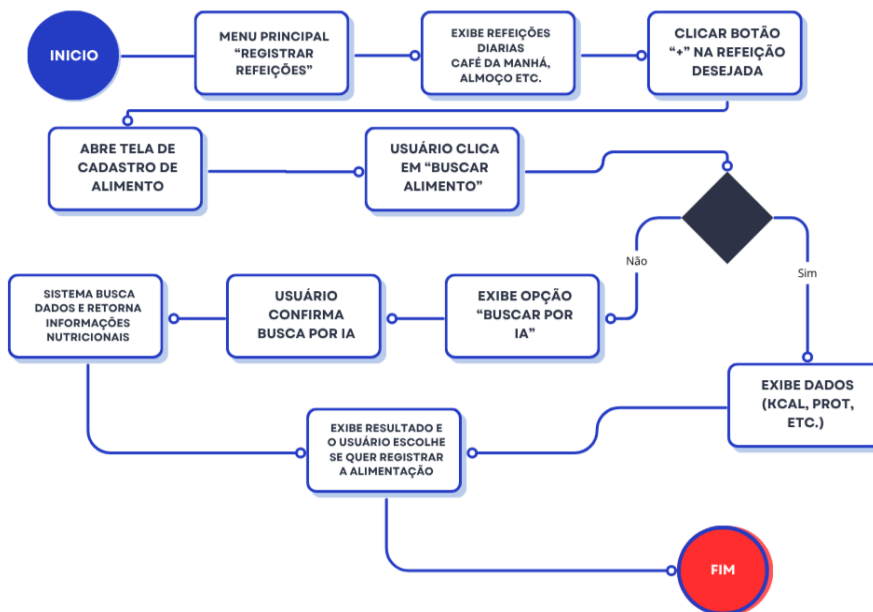 INICIO
MENU PRINCIPAL
“REGISTRAR
REFEIÇÕES”
EXIBE REFEIÇÕES
DIARIAS
CAFÉ DA MANHÁ,
ALMOÇO ETC.
CLICAR BOTÃO
“+” NA REFEIÇÃO
DESEJADA
ABRE TELA DE
CADASTRO DE
ALIMENTO
USUÁRIO CLICA
EM “BUSCAR
ALIMENTO”
Não
Sim
SISTEMA BUSCA
DADOS E RETORNA
INFORMAÇÕES
NUTRICIONAIS
USUÁRIO
CONFIRMA
BUSCA POR IA
EXIBE OPÇÃO
“BUSCAR POR
IA”
EXIBE DADOS
(KCAL, PROT,
ETC.)
EXIBE RESULTADO E
O USUÁRIO ESCOLHE
SE QUER REGISTRAR
A ALIMENTAÇÃO
FIM